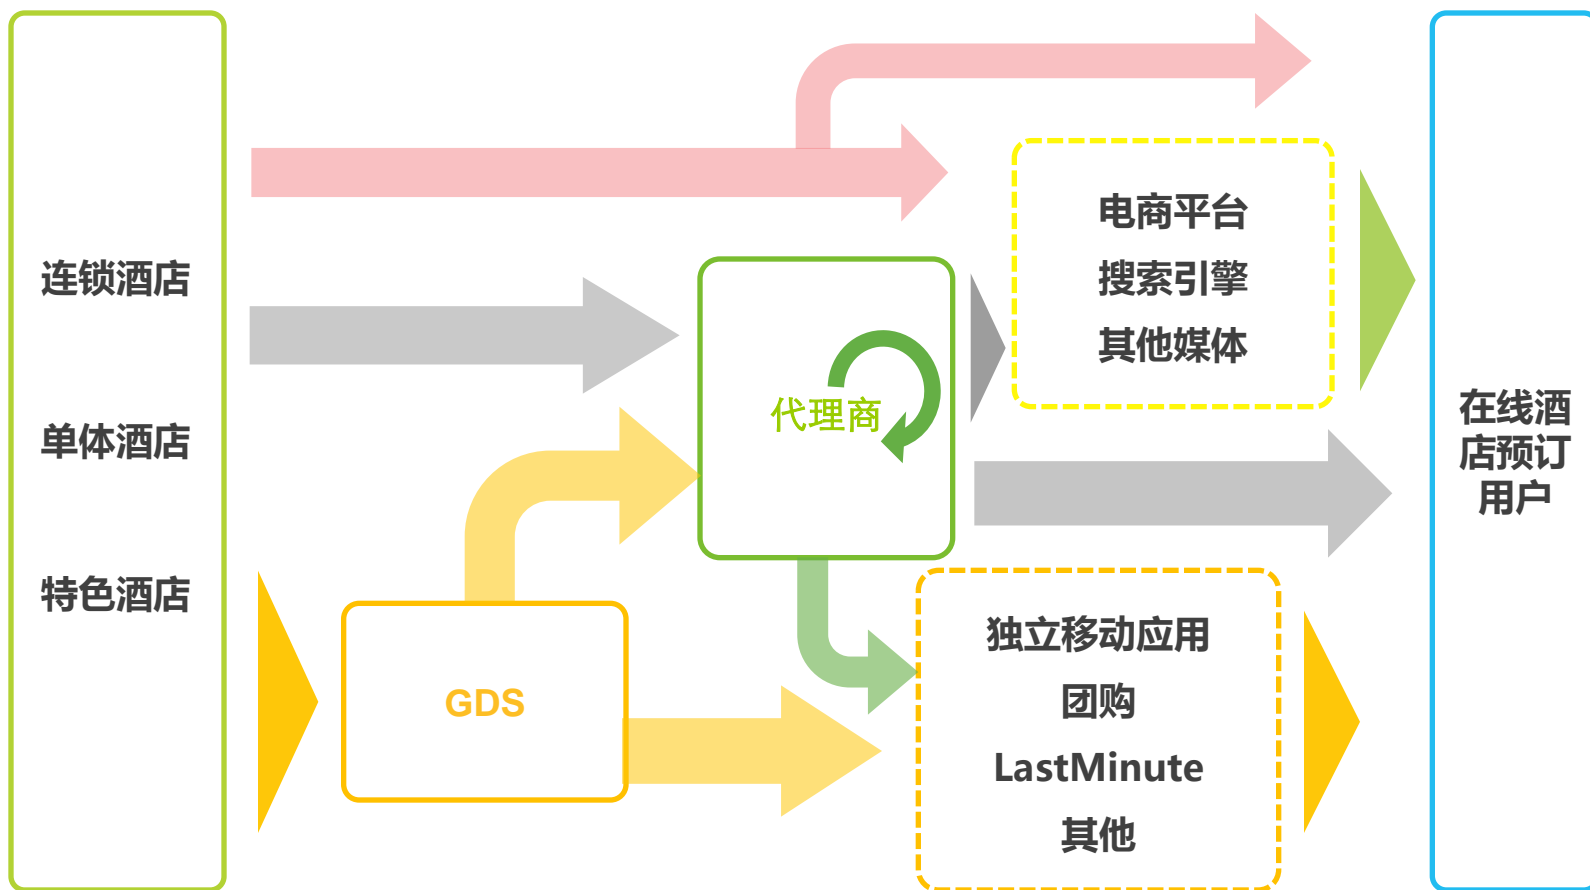 连锁酒店
单体酒店
特色酒店
GDS
代理商
电商平台
搜索引擎
其他媒体
独立移动应用
团购
LastMinute
其他
在线酒
店预订
用户